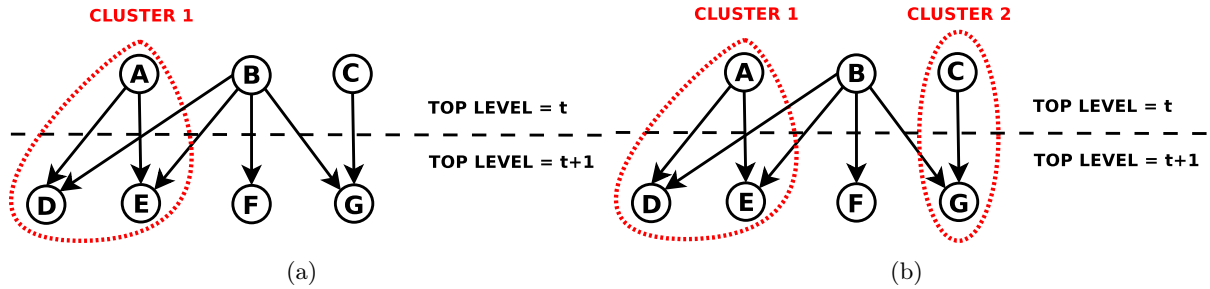 CLUSTER 1
A
B
C
TOP LEVEL = t
TOP LEVEL = t+1
D
E
F
G
(a)
CLUSTER 1
CLUSTER 2
A
B
C
TOP LEVEL = t
TOP LEVEL = t+1
D
E
F
G
(b)